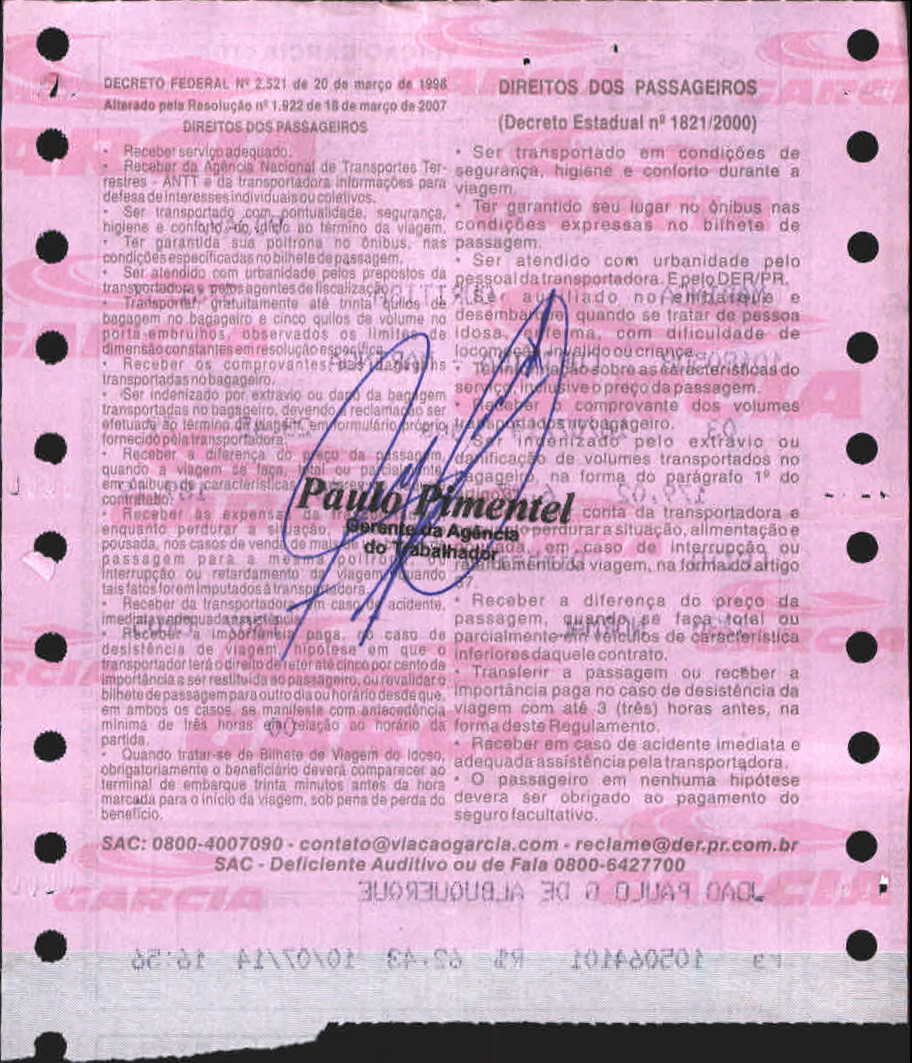 DECRETO FEDERAL Nº 2.521 de 20 de março de 1998
Alterado pela Resolução nº 1.922 de 18 de março de 2007
DIREITOS DOS PASSAGEIROS
• Receber serviço adequado.
• Receber da Agência Nacional de Transportes Ter-
restres - ANTT e da transportadora informações para
defesa de interesses individuais ou coletivos.
• Ser transportado com pontualidade, segurança,
higiene e conforto, do início ao término da viagem.
• Ter garantida sua poltrona no ônibus, nas
condições especificadas no bilhete de passagem.
• Ser atendido com urbanidade pelos prepostos da
transportadora e pelos agentes de fiscalização.
• Transportar, gratuitamente até trinta quilos de
bagagem no bagageiro e cinco quilos de volume no
porta-embrulhos, observados os limites de
dimensão constantes em resolução específica.
• Receber os comprovantes das bagagens
transportadas no bagageiro.
• Ser indenizado por extravio ou dano da bagagem
transportadas no bagageiro, devendo a reclamação ser
efetuada ao término da viagem, em formulário próprio
fornecido pela transportadora.
• Receber a diferença do preço da passagem,
quando a viagem se faça, total ou parcialmente
em ônibus de características
contratado.
• Receber às expensas da
enquanto perdurar a situação,
pousada, nos casos de venda de mais de
passagem para a mesma poltrona ou
interrupção ou retardamento da viagem, quando
tais fatos forem imputados à transportadora.
• Receber da transportadora, em caso de acidente,
imediata e adequada assistência.
• Receber a importância paga, no caso de
desistência de viagem, hipótese em que o
transportador terá o direito de reter até cinco por cento da
importância a ser restituída ao passageiro, ou revalidar o
bilhete de passagem para outro dia ou horário desde que,
em ambos os casos, se manifeste com antecedência
mínima de três horas em relação ao horário da
partida.
• Quando tratar-se de Bilhete de Viagem do Idoso,
obrigatoriamente o beneficiário deverá comparecer ao
terminal de embarque trinta minutos antes da hora
marcada para o início da viagem, sob pena de perda do
benefício.
DIREITOS DOS PASSAGEIROS
(Decreto Estadual nº 1821/2000)
• Ser transportado em condições de
segurança, higiene e conforto durante a
viagem.
• Ter garantido seu lugar no ônibus nas
condições expressas no bilhete de
passagem.
• Ser atendido com urbanidade pelo
pessoal da transportadora. E pelo DER/PR.
• Ser auxiliado no embarque e
desembarque, quando se tratar de pessoa
idosa, enferma, com dificuldade de
locomoção, inválido ou criança.
• Ter informação sobre as características do
serviço, inclusive o preço da passagem.
• Receber o comprovante dos volumes
transportados no bagageiro.
• Ser indenizado pelo extravio ou
danificação de volumes transportados no
bagageiro, na forma do parágrafo 1º do
conta da transportadora e
perdurar a situação, alimentação e
em caso de interrupção ou
retardamento da viagem, na forma do artigo
• Receber a diferença do preço da
passagem, quando se faça total ou
parcialmente em veículos de característica
inferiores daquele contrato.
• Transferir a passagem ou receber a
importância paga no caso de desistência da
viagem com até 3 (três) horas antes, na
forma deste Regulamento.
• Receber em caso de acidente imediata e
adequada assistência pela transportadora.
• O passageiro em nenhuma hipótese
devera ser obrigado ao pagamento do
seguro facultativo.
Paulo Pimentel
Gerente da Agência
do Trabalhador
SAC: 0800-4007090 - contato@viacaogarcia.com - reclame@der.pr.com.br
SAC - Deficiente Auditivo ou de Fala 0800-6427700
GARCIA
JOAO PAULO G DE ALBUQUERQUE
105064101 R$ 62,43 10/07/14 16:56